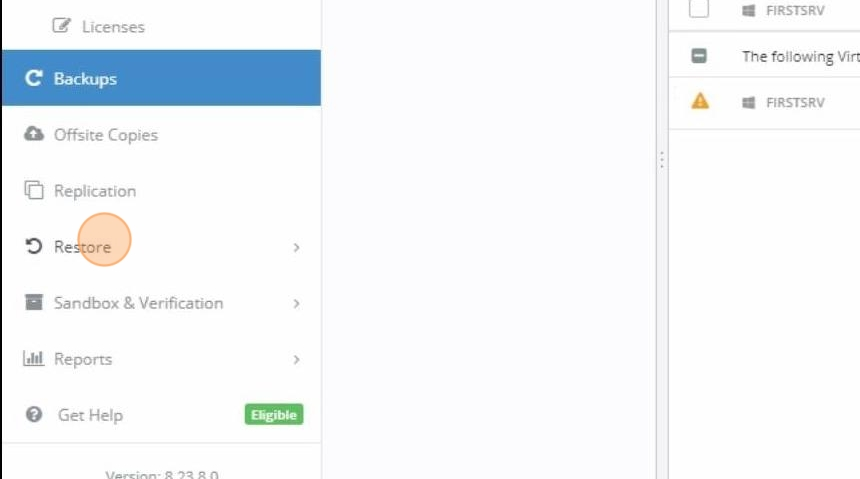 Licenses
Backups
Offsite Copies
Replication
Restore
Sandbox & Verification
Reports
Get Help
Eligible
Version: 8.23.8.0
FIRSTSRV
The following Virt
FIRSTSRV